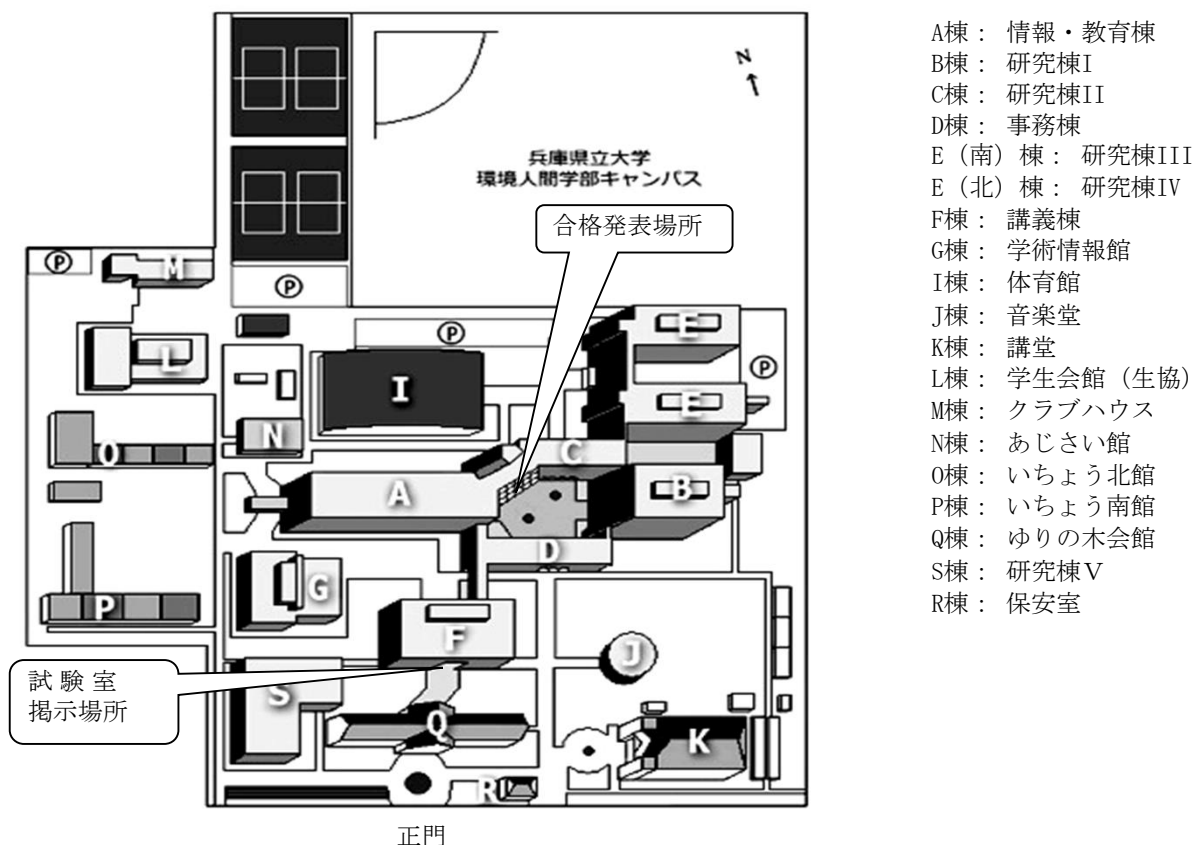 N
兵庫県立大学
環境人間学部キャンパス
合格発表場所
P
M
P
P
E
P
L
I
E
N
O
C
A
B
D
G
P
F
J
試験室
掲示場所
S
Q
K
R
正門
A棟： 情報・教育棟
B棟： 研究棟I
C棟： 研究棟II
D棟： 事務棟
E（南）棟： 研究棟III
E（北）棟： 研究棟IV
F棟： 講義棟
G棟： 学術情報館
I棟： 体育館
J棟： 音楽堂
K棟： 講堂
L棟： 学生会館（生協）
M棟： クラブハウス
N棟： あじさい館
O棟： いちょう北館
P棟： いちょう南館
Q棟： ゆりの木会館
S棟： 研究棟Ⅴ
R棟： 保安室